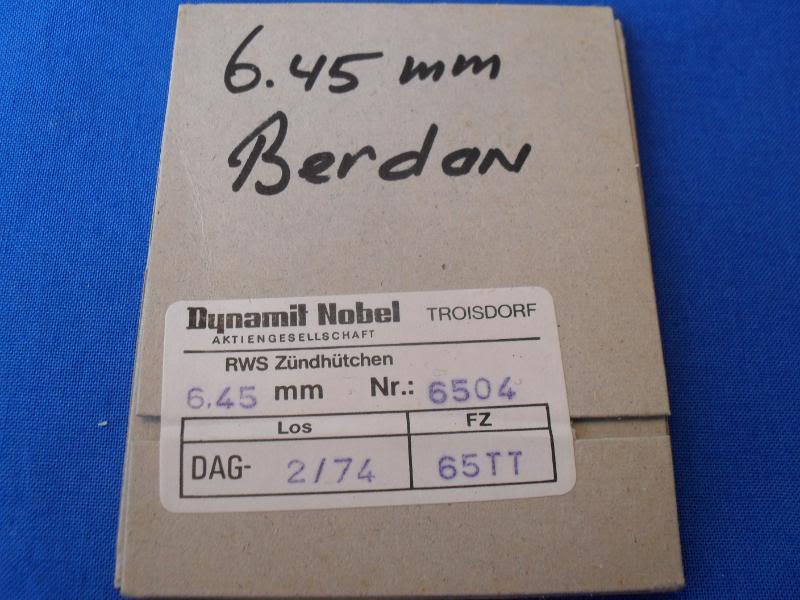 6.45 mm
Berdan
Dynamit Nobel TROISDORF
AKTIENGESELLSCHAFT
RWS Zündhütchen
6.45 mm Nr.: 6504
Los FZ
DAG- 2/74 65TT